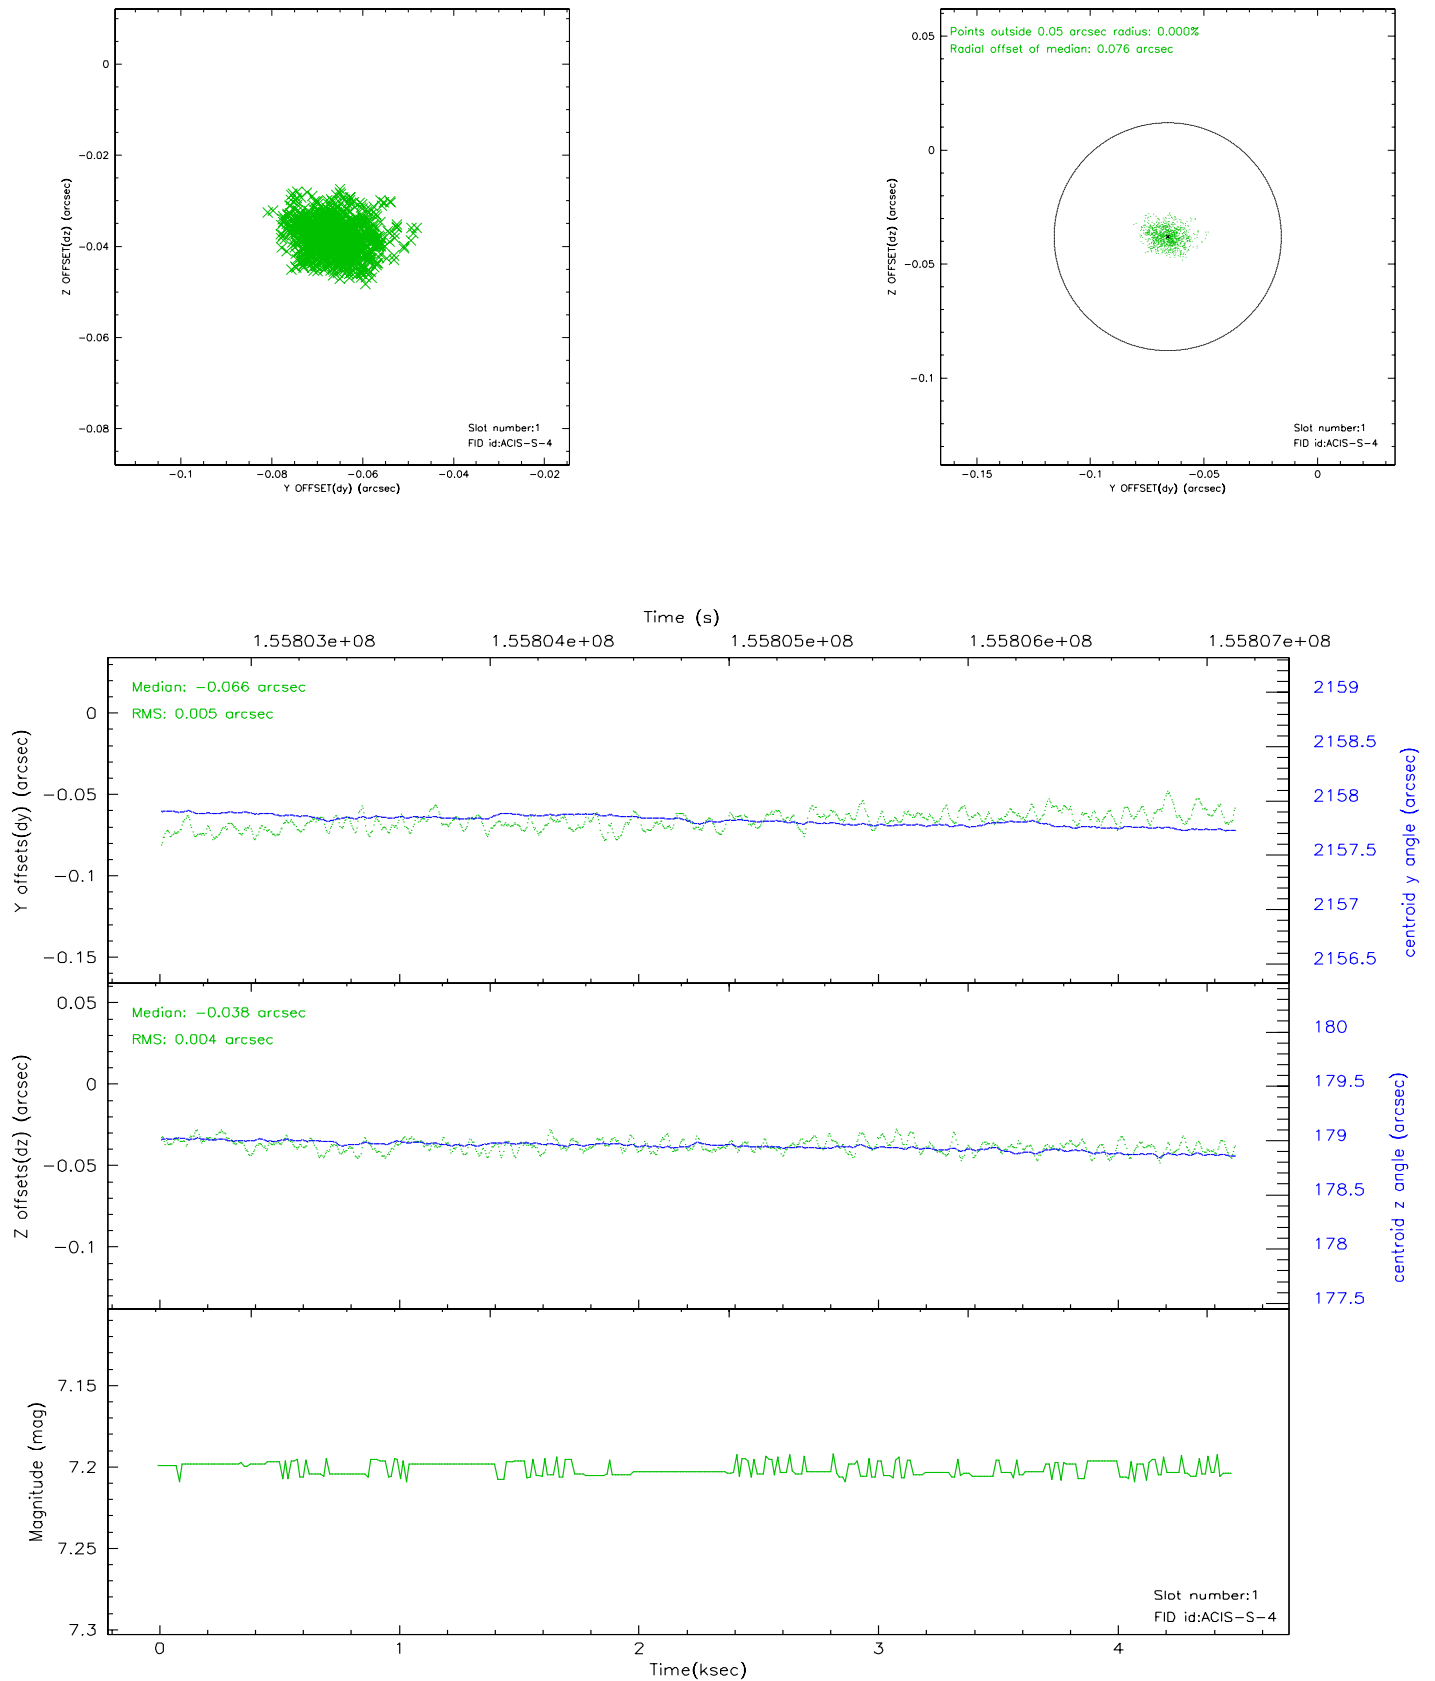 0
-0.02
-0.04
-0.06
-0.08
Z OFFSET(dz) (arcsec)
Slot number:1
FID id:ACIS-S-4
-0.1 -0.08 -0.06 -0.04 -0.02
Y OFFSET(dy) (arcsec)
Points outside 0.05 arcsec radius: 0.000%
Radial offset of median: 0.076 arcsec
0.05
0
-0.05
-0.1
Z OFFSET(dz) (arcsec)
Slot number:1
FID id:ACIS-S-4
-0.15 -0.1 -0.05 0
Y OFFSET(dy) (arcsec)
Time (s)
1.55803e+08 1.55804e+08 1.55805e+08 1.55806e+08 1.55807e+08
Median: -0.066 arcsec
RMS: 0.005 arcsec
0
-0.05
-0.1
-0.15
Y offsets(dy) (arcsec)
2159
2158.5
2158
2157.5
2157
2156.5
centroid y angle (arcsec)
Median: -0.038 arcsec
RMS: 0.004 arcsec
0.05
0
-0.05
-0.1
Z offsets(dz) (arcsec)
180
179.5
179
178.5
178
177.5
centroid z angle (arcsec)
7.15
7.2
7.25
7.3
Magnitude (mag)
Slot number:1
FID id:ACIS-S-4
0 1 2 3 4
Time(ksec)